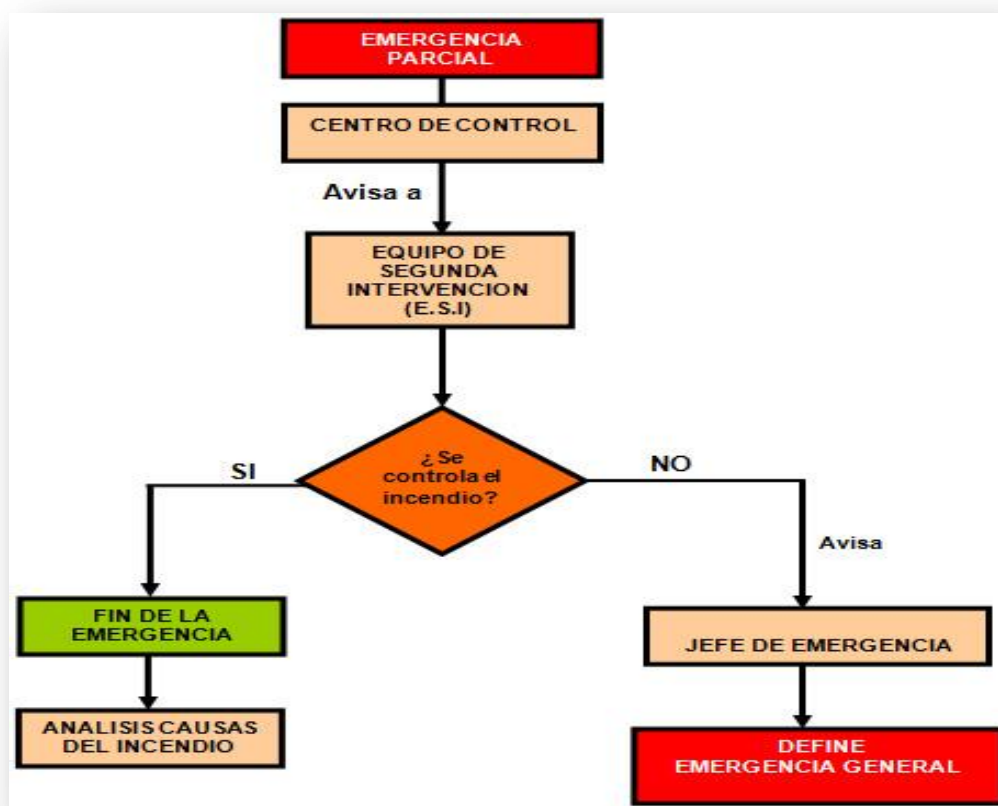 EMERGENCIA
PARCIAL
CENTRO DE CONTROL
Avisa a
EQUIPO DE
SEGUNDA
INTERVENCION
(E.S.I)
¿Se
controla el
incendio?
SI
NO
Avisa
FIN DE LA
EMERGENCIA
JEFE DE EMERGENCIA
ANALISIS CAUSAS
DEL INCENDIO
DEFINE
EMERGENCIA GENERAL